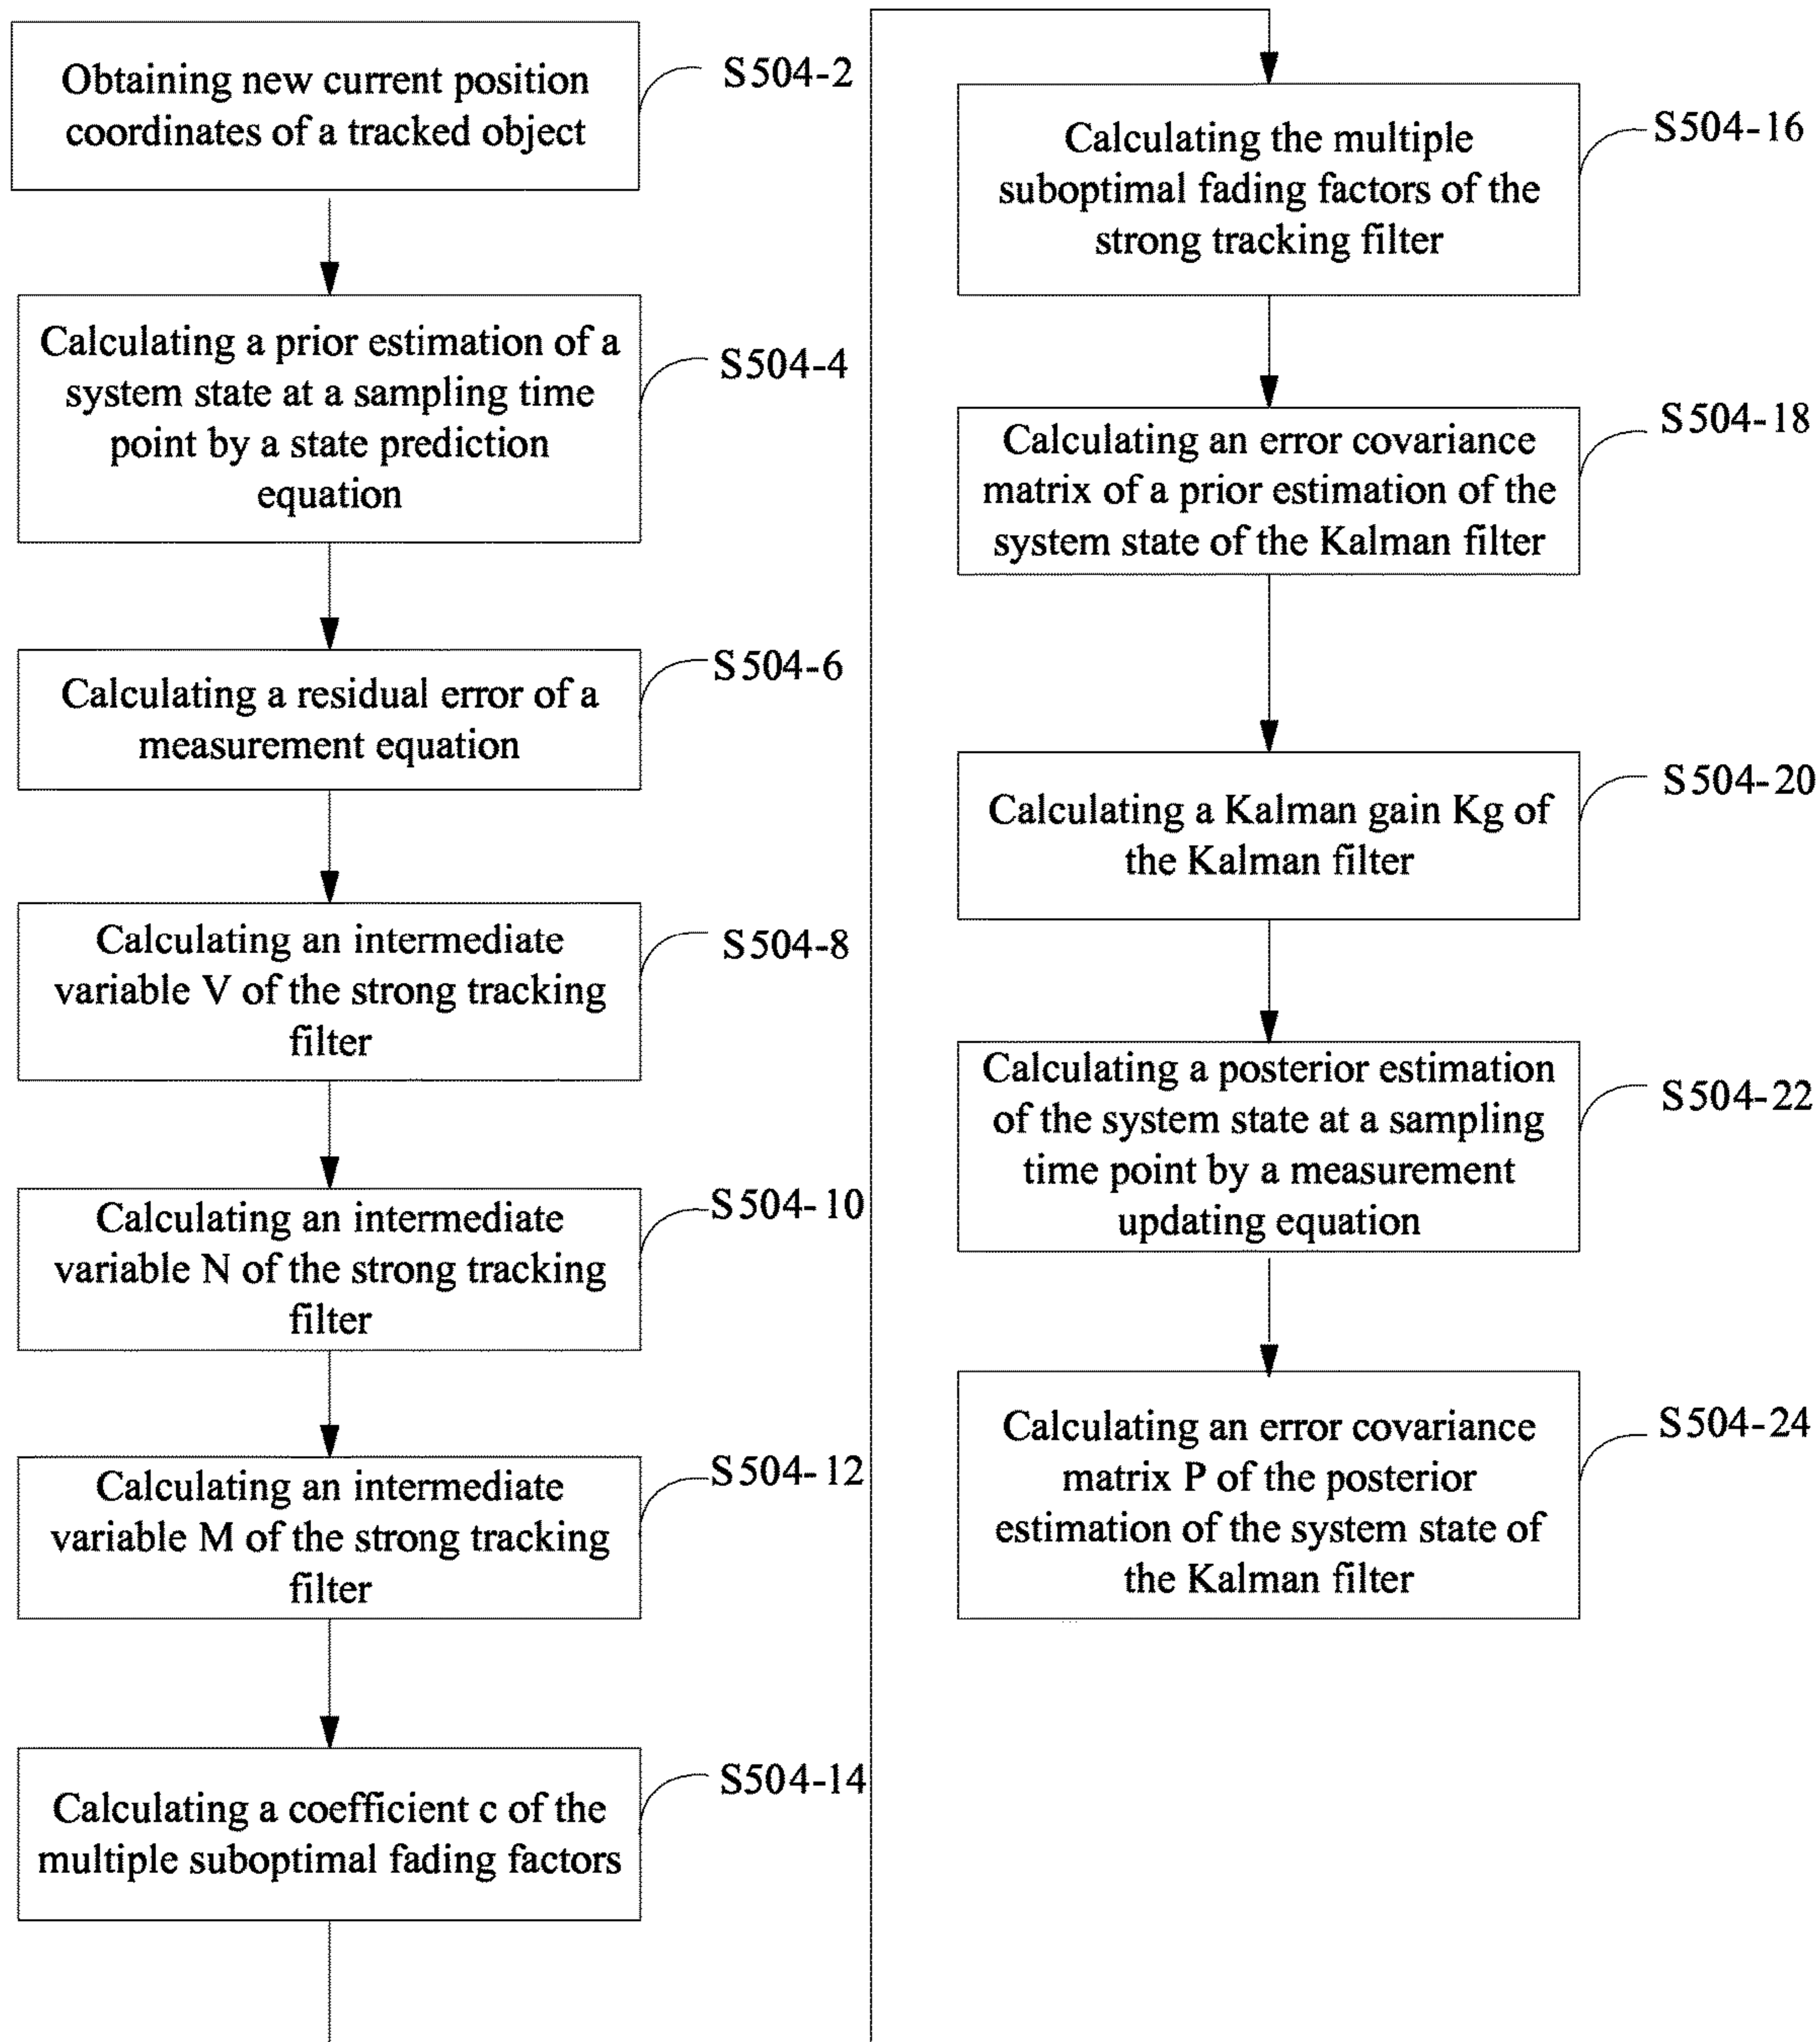 Obtaining new current position
coordinates of a tracked object
S504-2
Calculating a prior estimation of a
system state at a sampling time
point by a state prediction
equation
S504-4
Calculating a residual error of a
measurement equation
S504-6
Calculating an intermediate
variable V of the strong tracking
filter
S504-8
Calculating an intermediate
variable N of the strong tracking
filter
S504-10
Calculating an intermediate
variable M of the strong tracking
filter
S504-12
Calculating a coefficient c of the
multiple suboptimal fading factors
S504-14
Calculating the multiple
suboptimal fading factors of the
strong tracking filter
S504-16
Calculating an error covariance
matrix of a prior estimation of the
system state of the Kalman filter
S504-18
Calculating a Kalman gain Kg of
the Kalman filter
S504-20
Calculating a posterior estimation
of the system state at a sampling
time point by a measurement
updating equation
S504-22
Calculating an error covariance
matrix P of the posterior
estimation of the system state of
the Kalman filter
S504-24